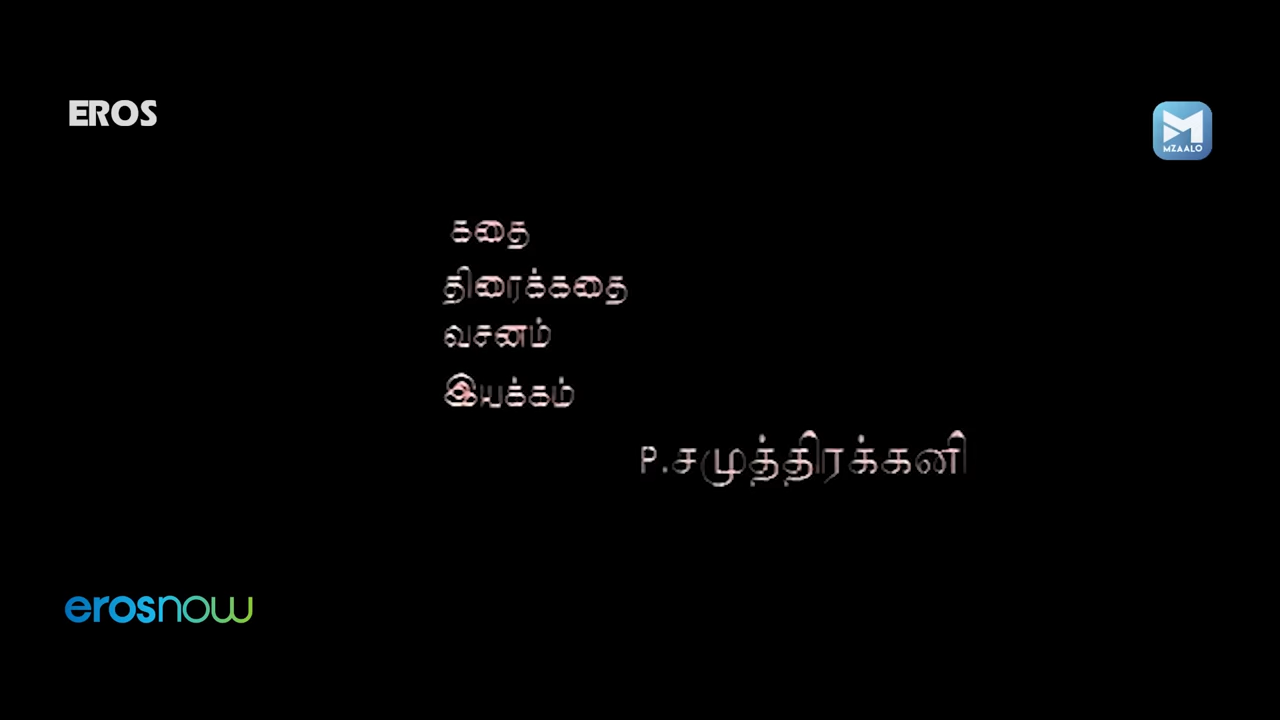 EROS
MZAALO
கதை
திரைக்கதை
வசனம்
இயக்கம்
P.சமுத்திரக்கனி
erosnow